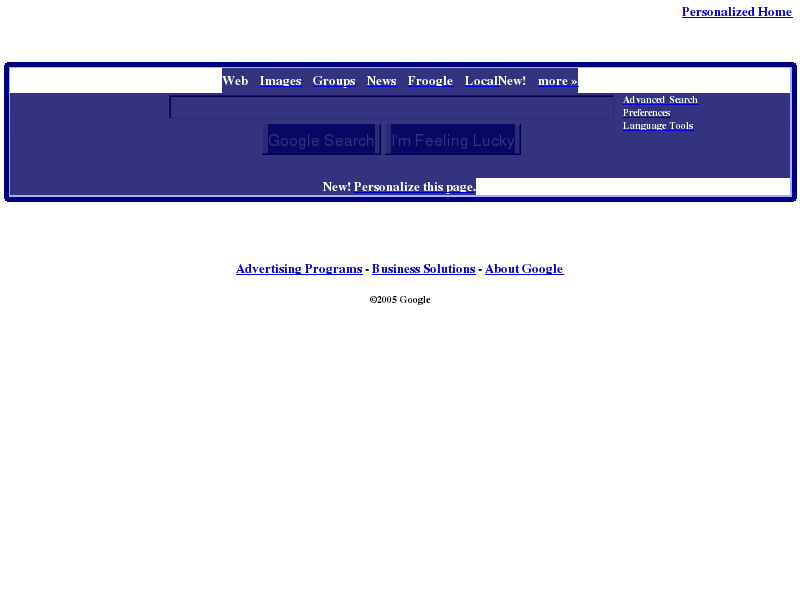 Personalized Home
Web Images Groups News Froogle LocalNew! more »
Advanced Search
Preferences
Language Tools
Google Search I'm Feeling Lucky
New! Personalize this page.
Advertising Programs - Business Solutions - About Google
©2005 Google